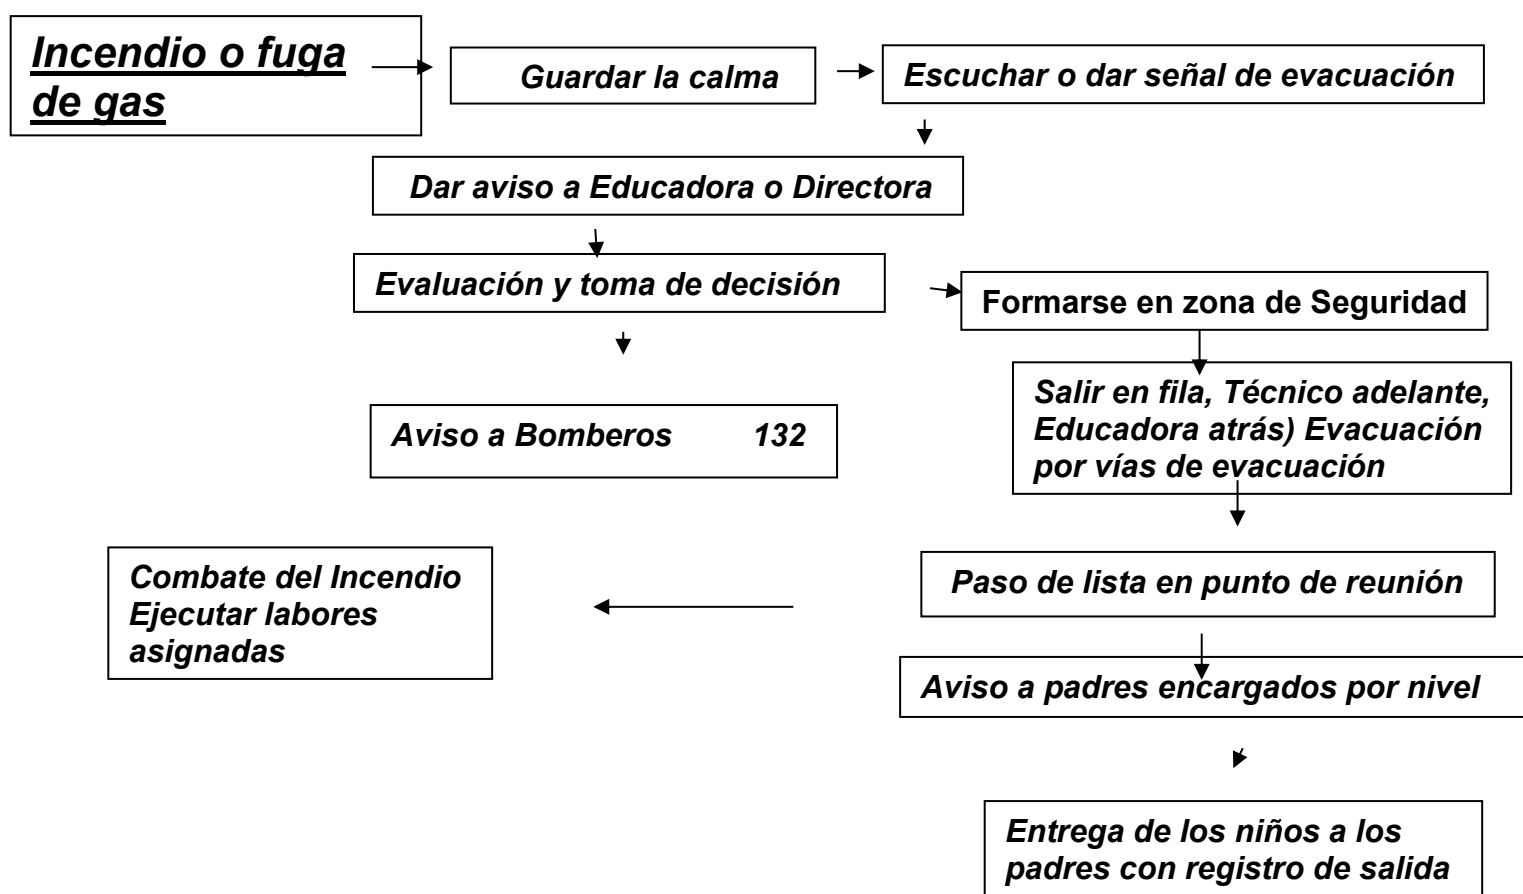 Incendio o fuga
de gas
Guardar la calma
Escuchar o dar señal de evacuación
Dar aviso a Educadora o Directora
Evaluación y toma de decisión
Formarse en zona de Seguridad
Salir en fila, Técnico adelante,
Educadora atrás) Evacuación
por vías de evacuación
Aviso a Bomberos 132
Combate del Incendio
Ejecutar labores
asignadas
Paso de lista en punto de reunión
Aviso a padres encargados por nivel
Entrega de los niños a los
padres con registro de salida